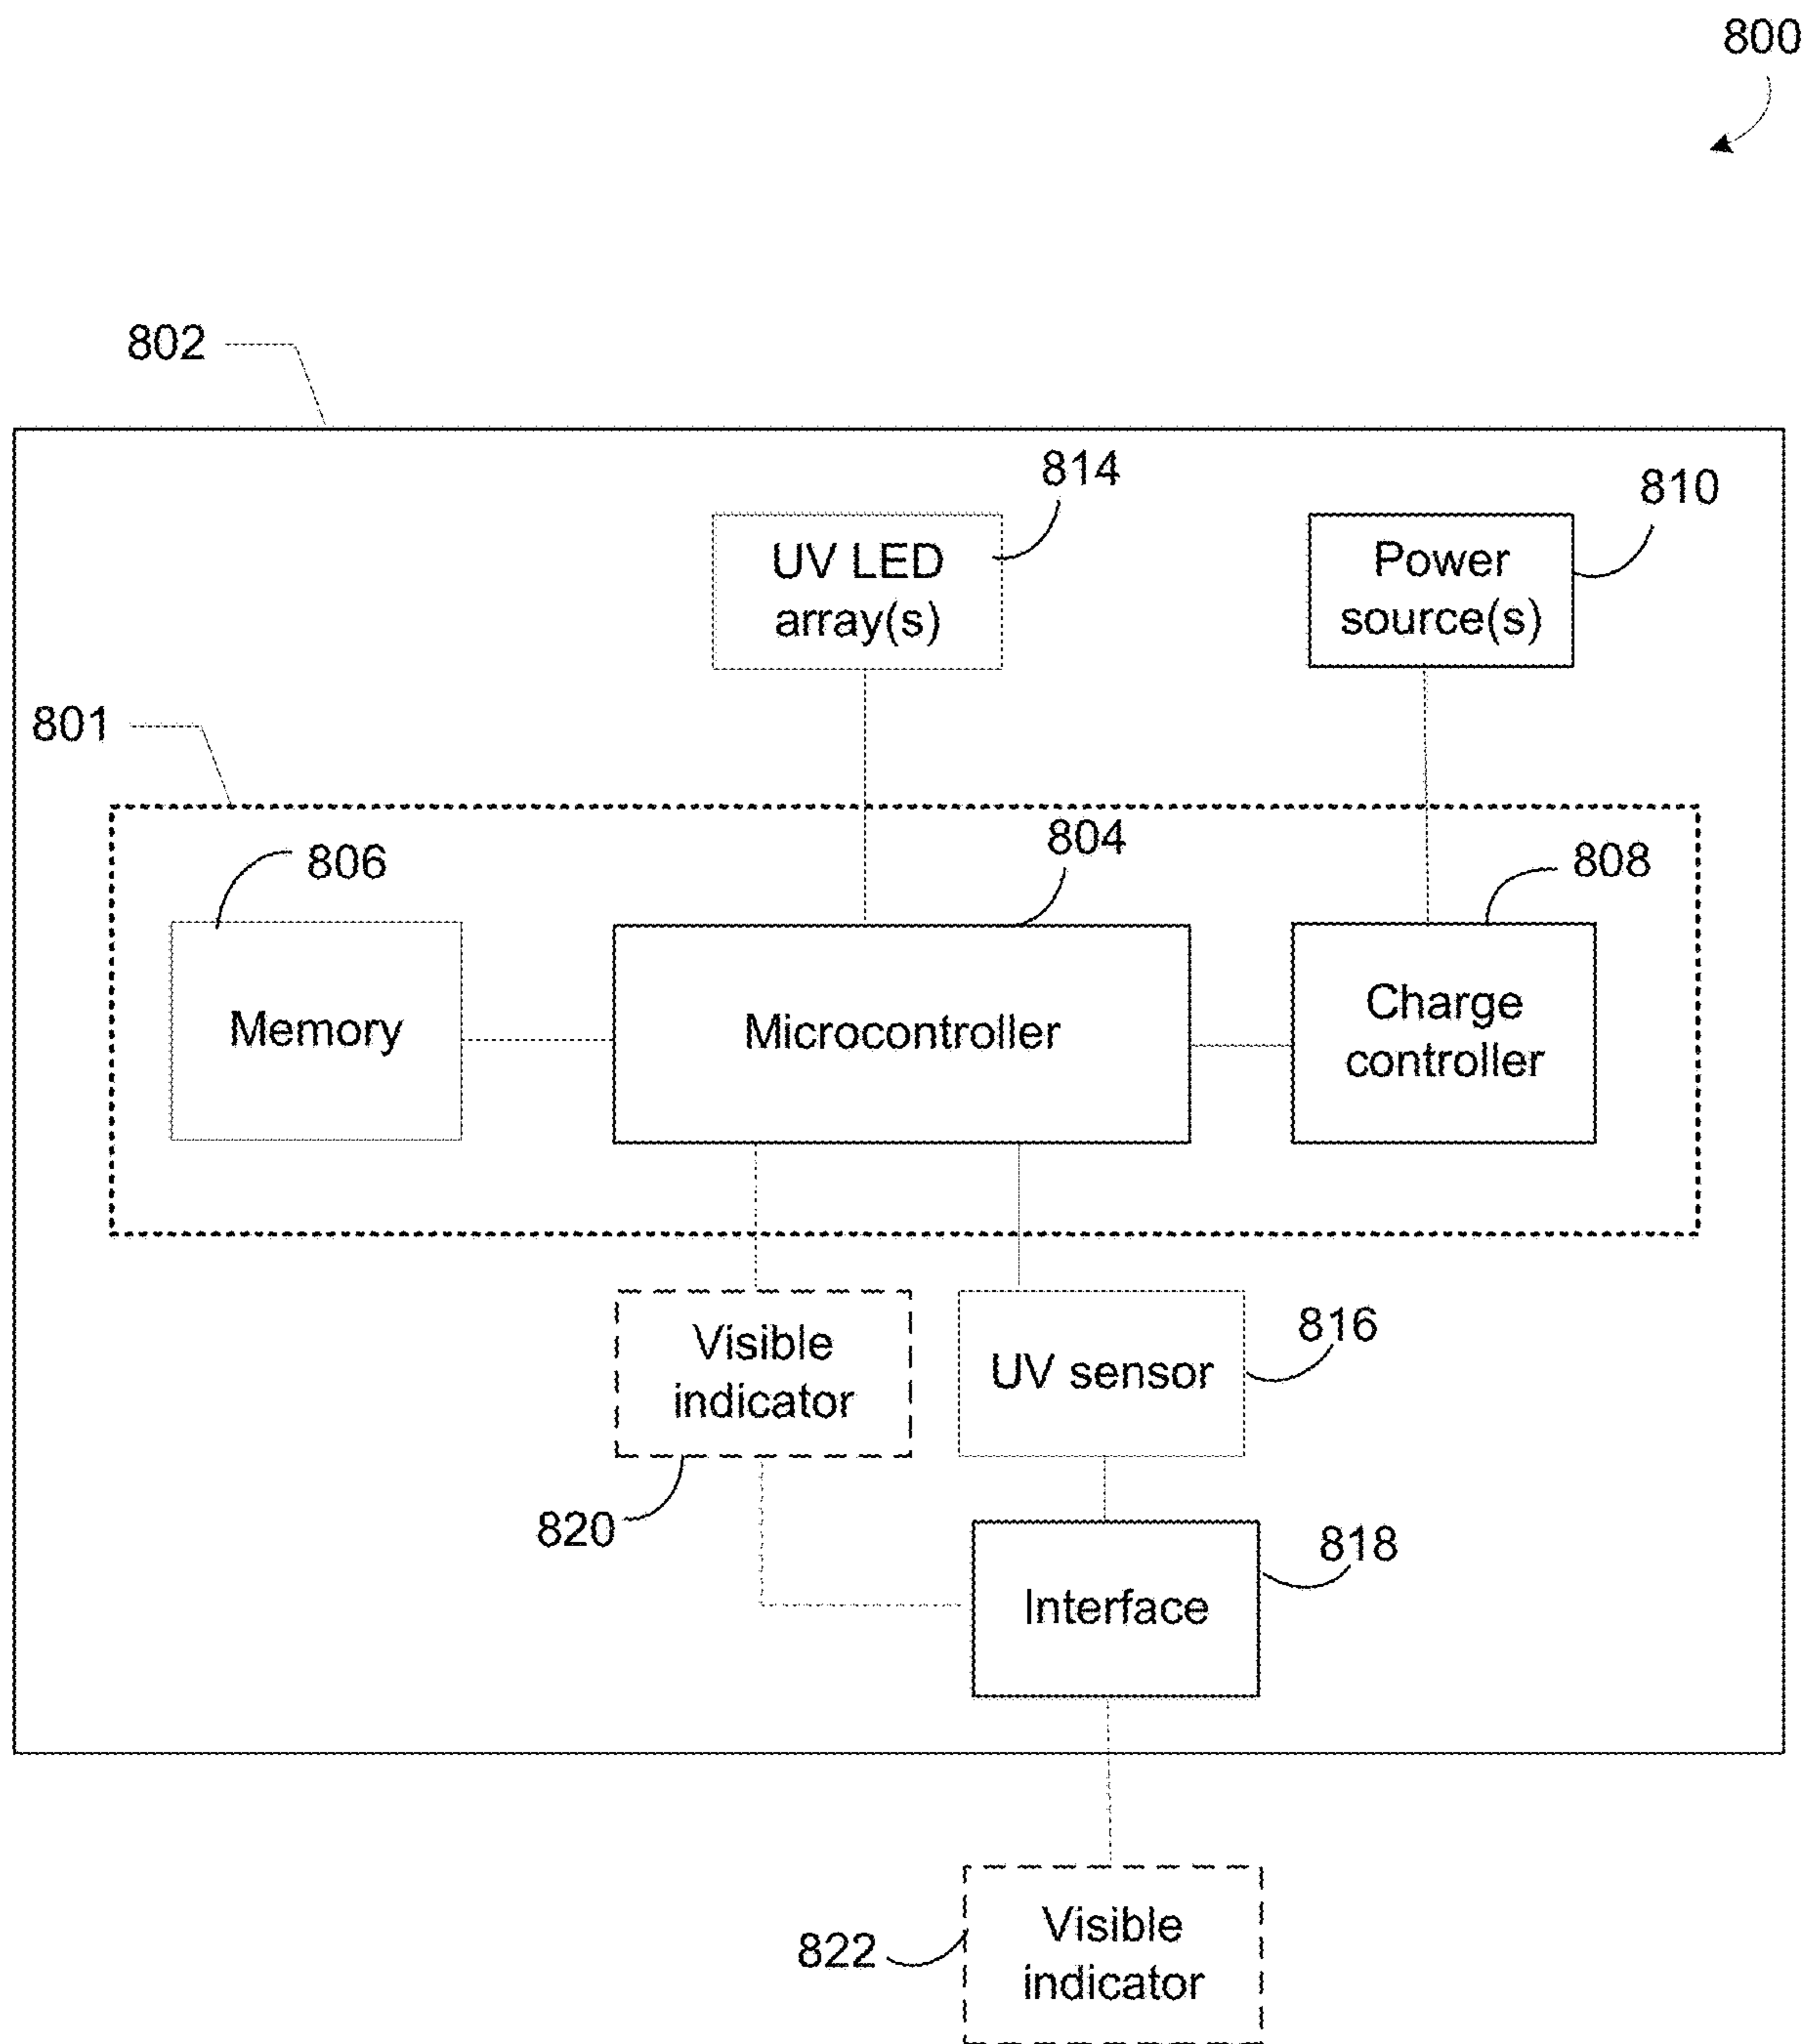 800
802
814
UV LED
array(s)
810
Power
source(s)
801
806
804
808
Memory
Microcontroller
Charge
controller
Visible
indicator
820
UV sensor
816
Interface
818
822
Visible
indicator